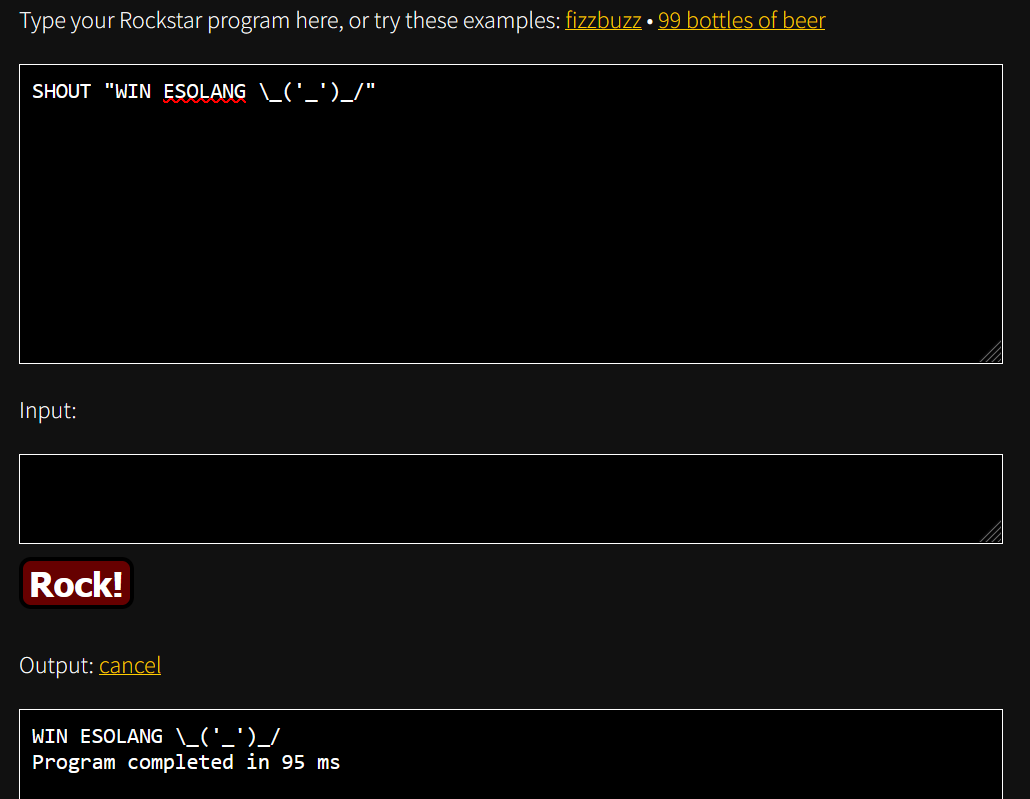 Type your Rockstar program here, or try these examples: fizzbuzz • 99 bottles of beer
SHOUT "WIN ESOLANG \_('_')_/"
Input:
Rock!
Output: cancel
WIN ESOLANG \_('_')_/
Program completed in 95 ms